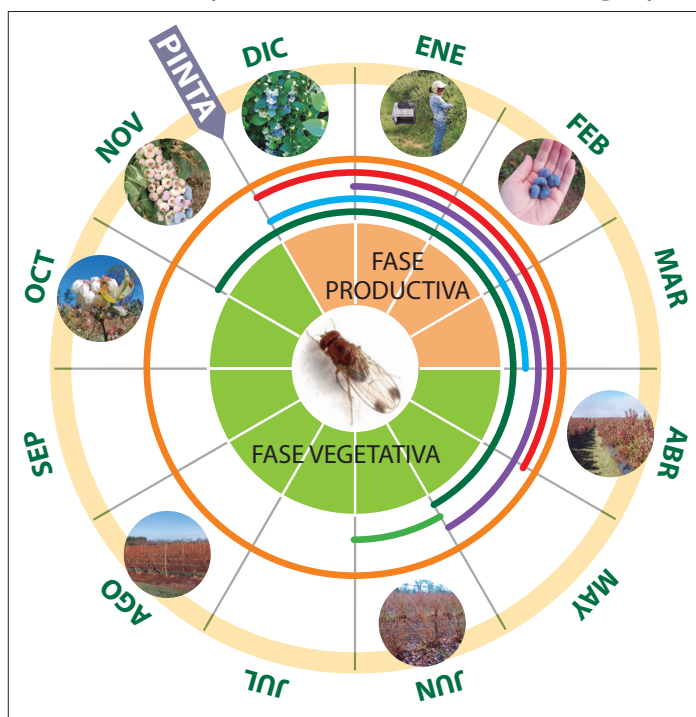 PINTA
DIC
ENE
FEB
MAR
ABR
MAY
JUN
JUL
AGO
SEP
OCT
NOV
FASE
PRODUCTIVA
FASE VEGETATIVA